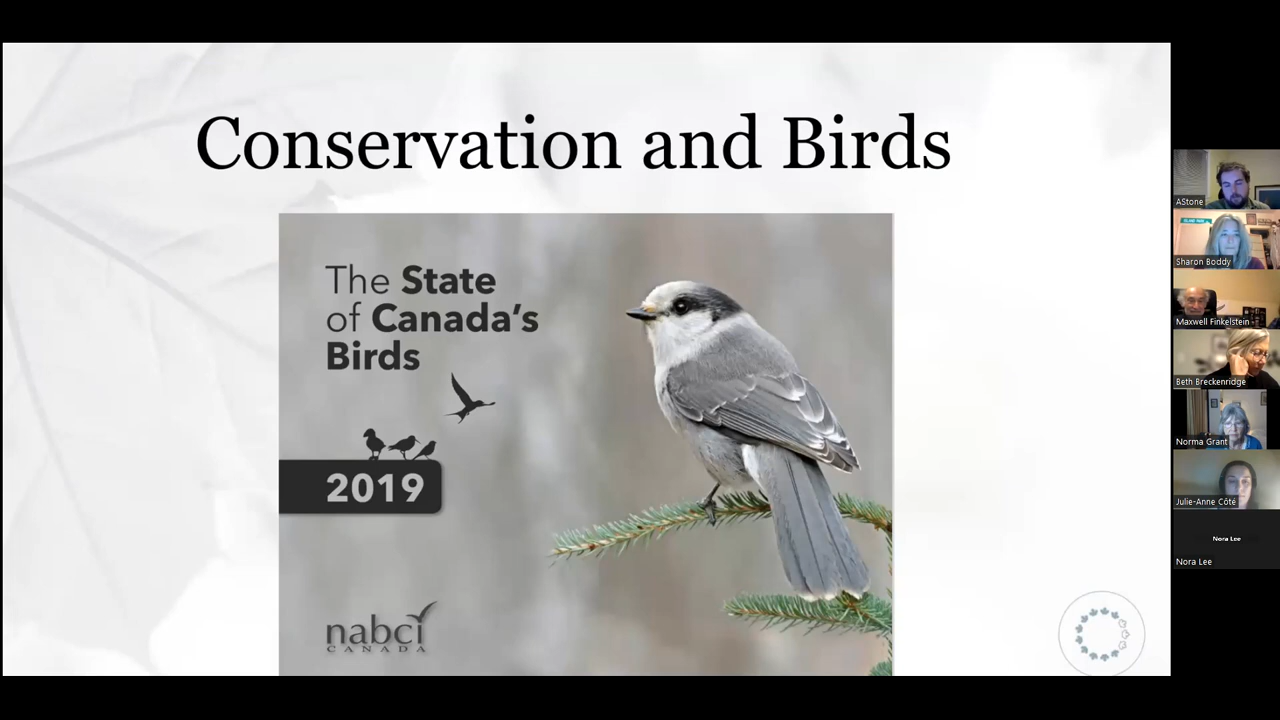 Conservation and Birds
The State
of Canada's
Birds
2019
nabci
CANADA
AStone
Sharon Boddy
Maxwell Finkelstein
Beth Breckenridge
Norma Grant
Julie-Anne Côté
Nora Lee
Nora Lee